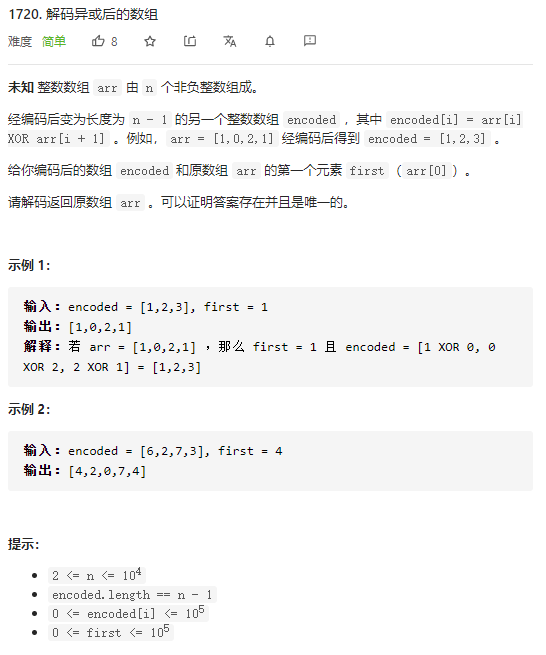 1720. 解码异或后的数组
难度 简单 8
未知 整数数组 arr 由 n 个非负整数组成。
经编码后变为长度为 n - 1 的另一个整数数组 encoded ，其中 encoded[i] = arr[i]
XOR arr[i + 1] 。例如，arr = [1,0,2,1] 经编码后得到 encoded = [1,2,3] 。
给你编码后的数组 encoded 和原数组 arr 的第一个元素 first （arr[0]）。
请解码返回原数组 arr 。可以证明答案存在并且是唯一的。
示例 1：
输入：encoded = [1,2,3], first = 1
输出：[1,0,2,1]
解释：若 arr = [1,0,2,1] ，那么 first = 1 且 encoded = [1 XOR 0, 0
XOR 2, 2 XOR 1] = [1,2,3]
示例 2：
输入：encoded = [6,2,7,3], first = 4
输出：[4,2,0,7,4]
提示：
2 <= n <= 10⁴
encoded.length == n - 1
0 <= encoded[i] <= 10⁵
0 <= first <= 10⁵